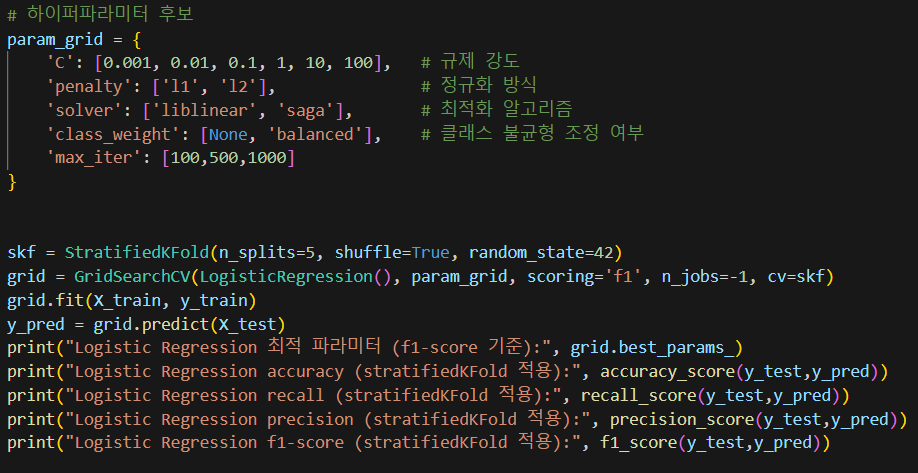 # 하이퍼파라미터 후보
param_grid = {
    'C': [0.001, 0.01, 0.1, 1, 10, 100],   # 규제 강도
    'penalty': ['l1', 'l2'],               # 정규화 방식
    'solver': ['liblinear', 'saga'],       # 최적화 알고리즘
    'class_weight': [None, 'balanced'],    # 클래스 불균형 조정 여부
    'max_iter': [100,500,1000]
}
skf = StratifiedKFold(n_splits=5, shuffle=True, random_state=42)
grid = GridSearchCV(LogisticRegression(), param_grid, scoring='f1', n_jobs=-1, cv=skf)
grid.fit(X_train, y_train)
y_pred = grid.predict(X_test)
print("Logistic Regression 최적 파라미터 (f1-score 기준):", grid.best_params_)
print("Logistic Regression accuracy (stratifiedKFold 적용):", accuracy_score(y_test,y_pred))
print("Logistic Regression recall (stratifiedKFold 적용):", recall_score(y_test,y_pred))
print("Logistic Regression precision (stratifiedKFold 적용):", precision_score(y_test,y_pred))
print("Logistic Regression f1-score (stratifiedKFold 적용):", f1_score(y_test,y_pred))